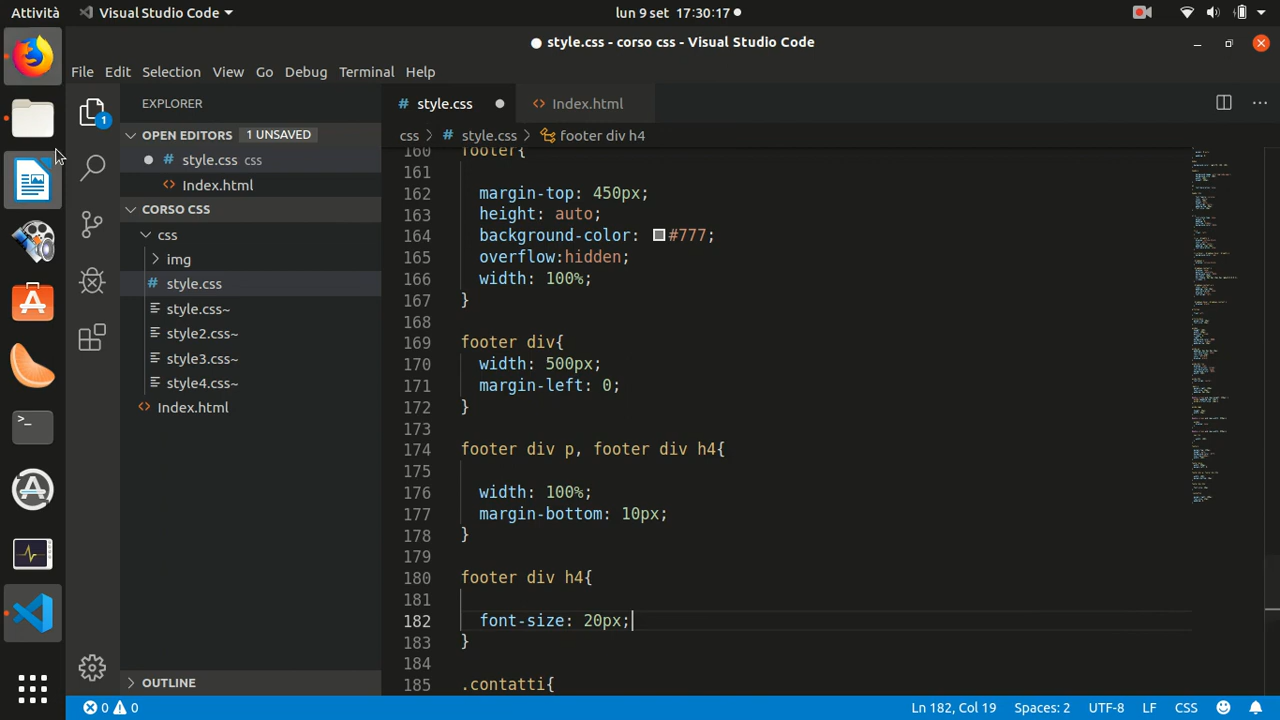 Attività
Visual Studio Code
lun 9 set 17:30:17
style.css - corso css - Visual Studio Code
File Edit Selection View Go Debug Terminal Help
EXPLORER
style.css
Index.html
OPEN EDITORS 1 UNSAVED
css > style.css > footer div h4
style.css css
Index.html
CORSO CSS
css
img
style.css
style.css~
style2.css~
style3.css~
style4.css~
Index.html
OUTLINE
1
160 footer{
161
162 margin-top: 450px;
163 height: auto;
164 background-color: #777;
165 overflow:hidden;
166 width: 100%;
167 }
168
169 footer div{
170 width: 500px;
171 margin-left: 0;
172 }
173
174 footer div p, footer div h4{
175
176 width: 100%;
177 margin-bottom: 10px;
178 }
179
180 footer div h4{
181
182 font-size: 20px;
183 }
184
185 .contatti{
0 0
Ln 182, Col 19 Spaces: 2 UTF-8 LF CSS